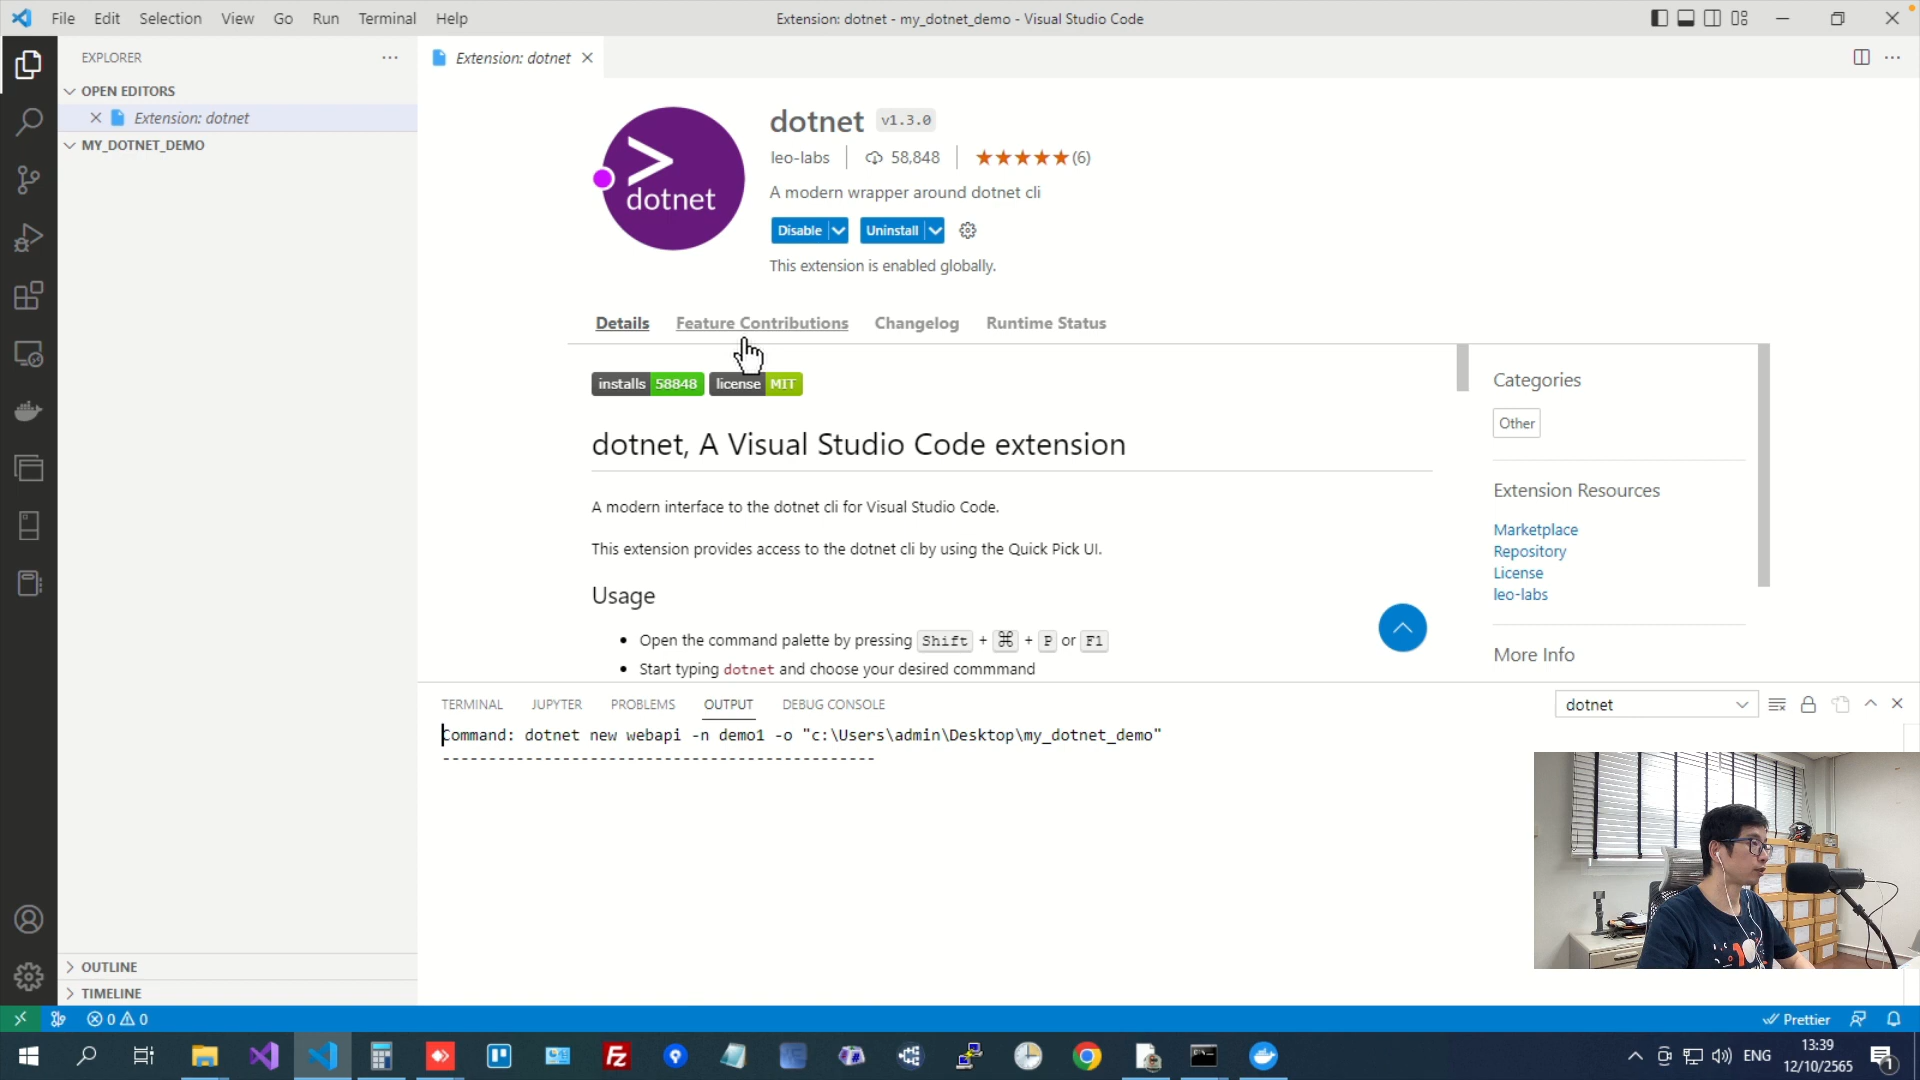 File Edit Selection View Go Run Terminal Help
Extension: dotnet - my_dotnet_demo - Visual Studio Code
EXPLORER
OPEN EDITORS
Extension: dotnet
MY_DOTNET_DEMO
OUTLINE
TIMELINE
Extension: dotnet
dotnet
dotnet v1.3.0
leo-labs 58,848 (6)
A modern wrapper around dotnet cli
Disable Uninstall
This extension is enabled globally.
Details Feature Contributions Changelog Runtime Status
installs 58848 license MIT
dotnet, A Visual Studio Code extension
A modern interface to the dotnet cli for Visual Studio Code.
This extension provides access to the dotnet cli by using the Quick Pick UI.
Usage
Open the command palette by pressing Shift + ⌘ + P or F1
Start typing dotnet and choose your desired commmand
Categories
Other
Extension Resources
Marketplace
Repository
License
leo-labs
More Info
TERMINAL JUPYTER PROBLEMS OUTPUT DEBUG CONSOLE
dotnet
Command: dotnet new webapi -n demo1 -o "c:\Users\admin\Desktop\my_dotnet_demo"
-----------------------------------------------
0 0
Prettier
ENG
13:39
12/10/2565
1